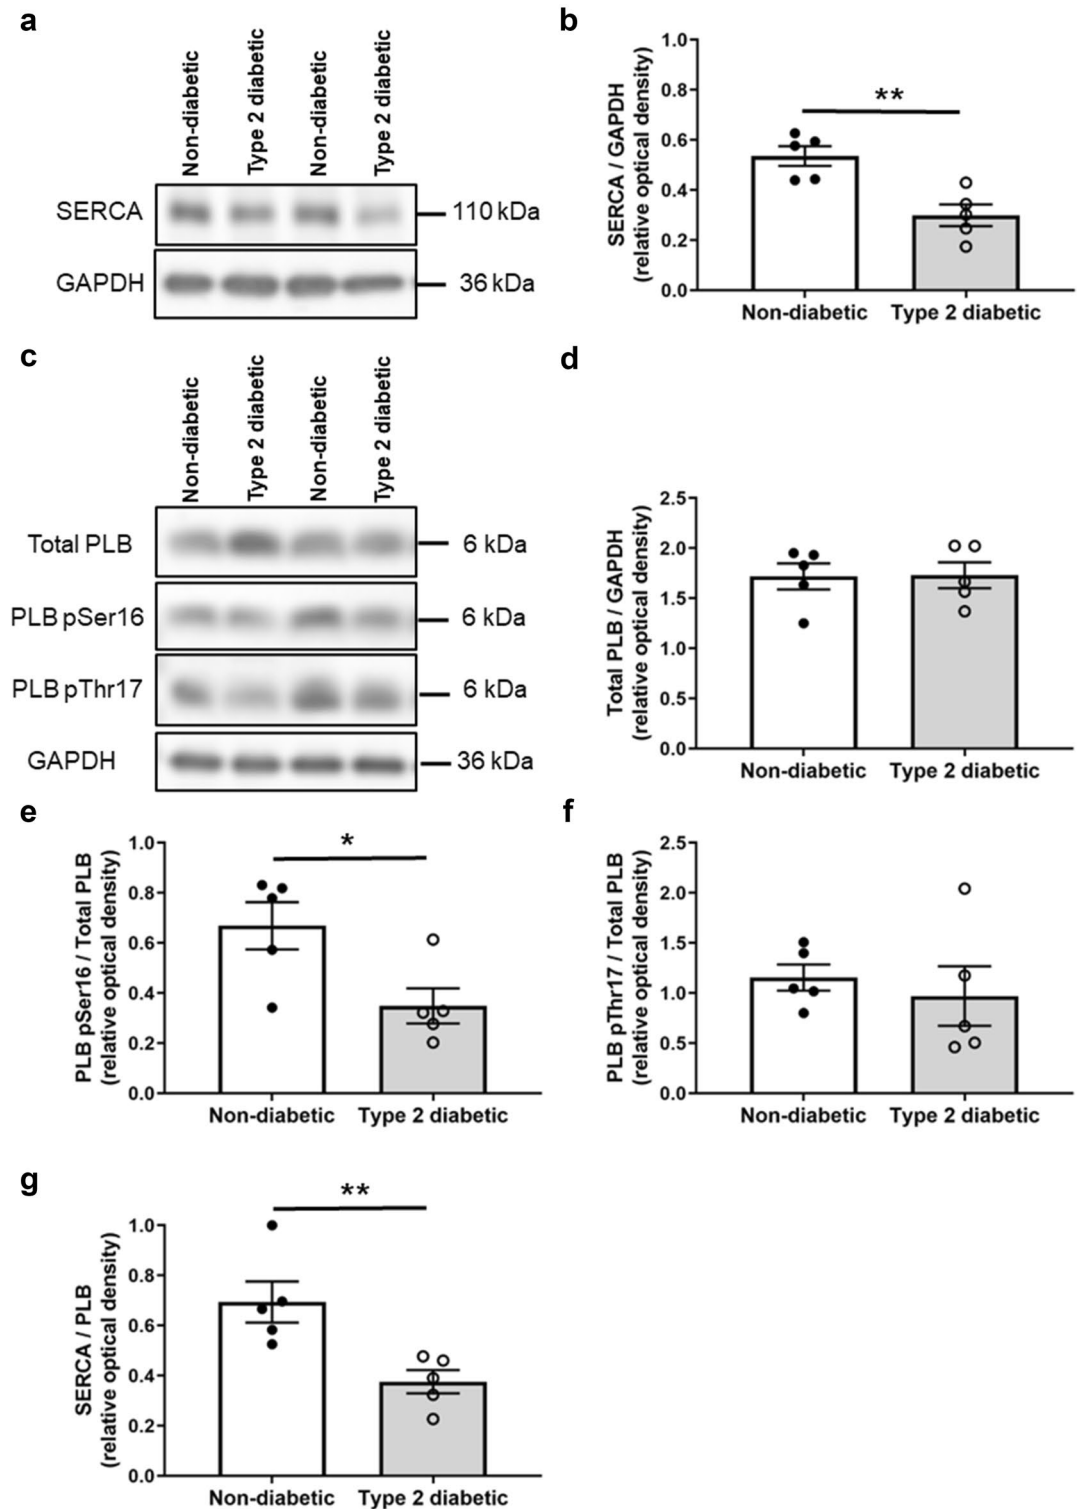 a
Non-diabetic
Type 2 diabetic
Non-diabetic
Type 2 diabetic
SERCA
110 kDa
GAPDH
36 kDa
b
**
SERCA / GAPDH
(relative optical density)
1.0
0.8
0.6
0.4
0.2
0.0
Non-diabetic
Type 2 diabetic
c
Non-diabetic
Type 2 diabetic
Non-diabetic
Type 2 diabetic
Total PLB
6 kDa
PLB pSer16
6 kDa
PLB pThr17
6 kDa
GAPDH
36 kDa
d
Total PLB / GAPDH
(relative optical density)
2.5
2.0
1.5
1.0
0.5
0.0
Non-diabetic
Type 2 diabetic
e
*
PLB pSer16 / Total PLB
(relative optical density)
1.0
0.8
0.6
0.4
0.2
0.0
Non-diabetic
Type 2 diabetic
f
PLB pThr17 / Total PLB
(relative optical density)
2.5
2.0
1.5
1.0
0.5
0.0
Non-diabetic
Type 2 diabetic
g
**
SERCA / PLB
(relative optical density)
1.0
0.8
0.6
0.4
0.2
0.0
Non-diabetic
Type 2 diabetic